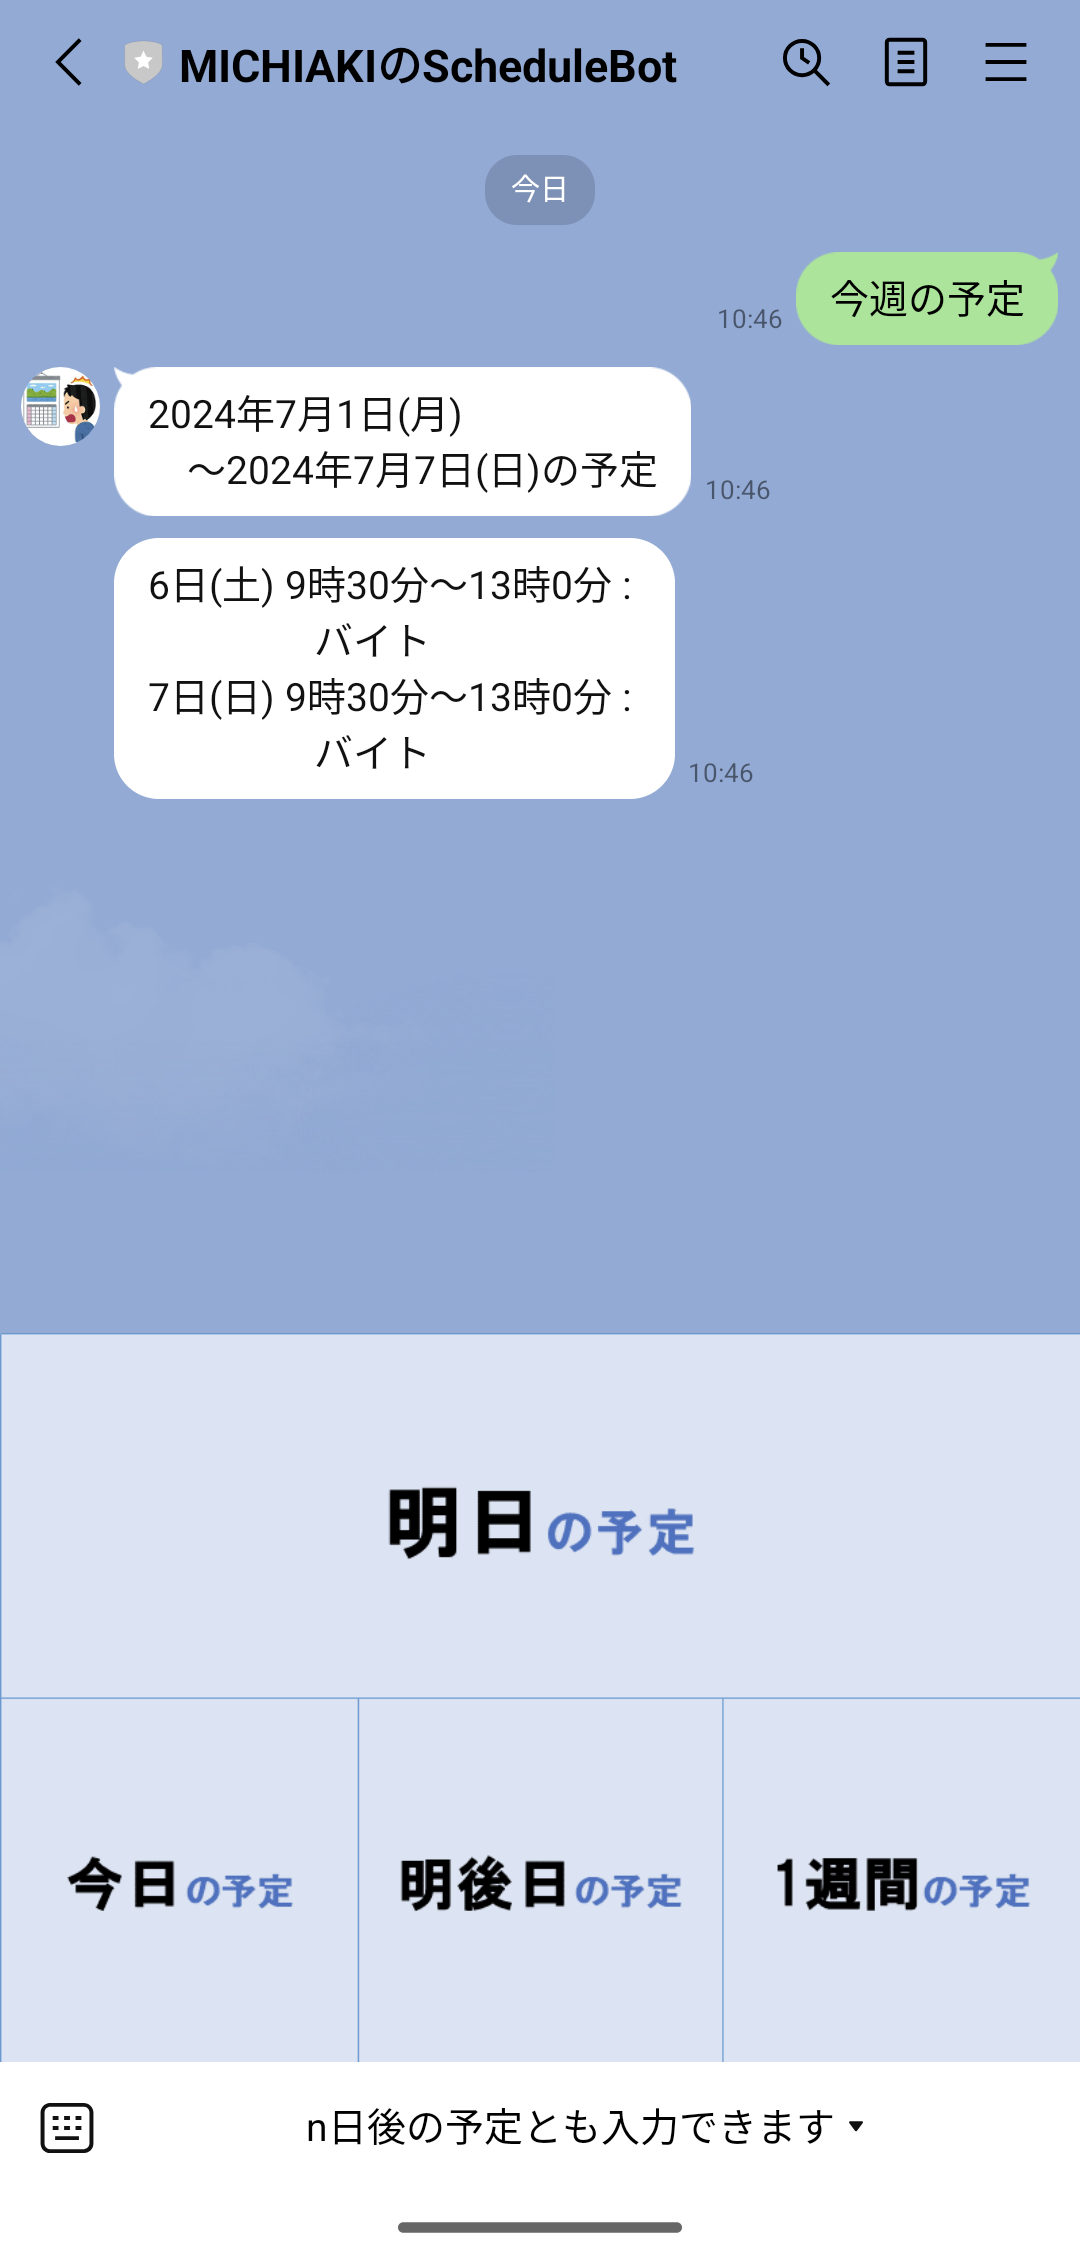 MICHIAKIのScheduleBot
今日
今週の予定
10:46
2024年7月1日(月)
～2024年7月7日(日)の予定
10:46
6日(土) 9時30分～13時0分 :
バイト
7日(日) 9時30分～13時0分 :
バイト
10:46
明日の予定
今日の予定
明後日の予定
1週間の予定
n日後の予定とも入力できます